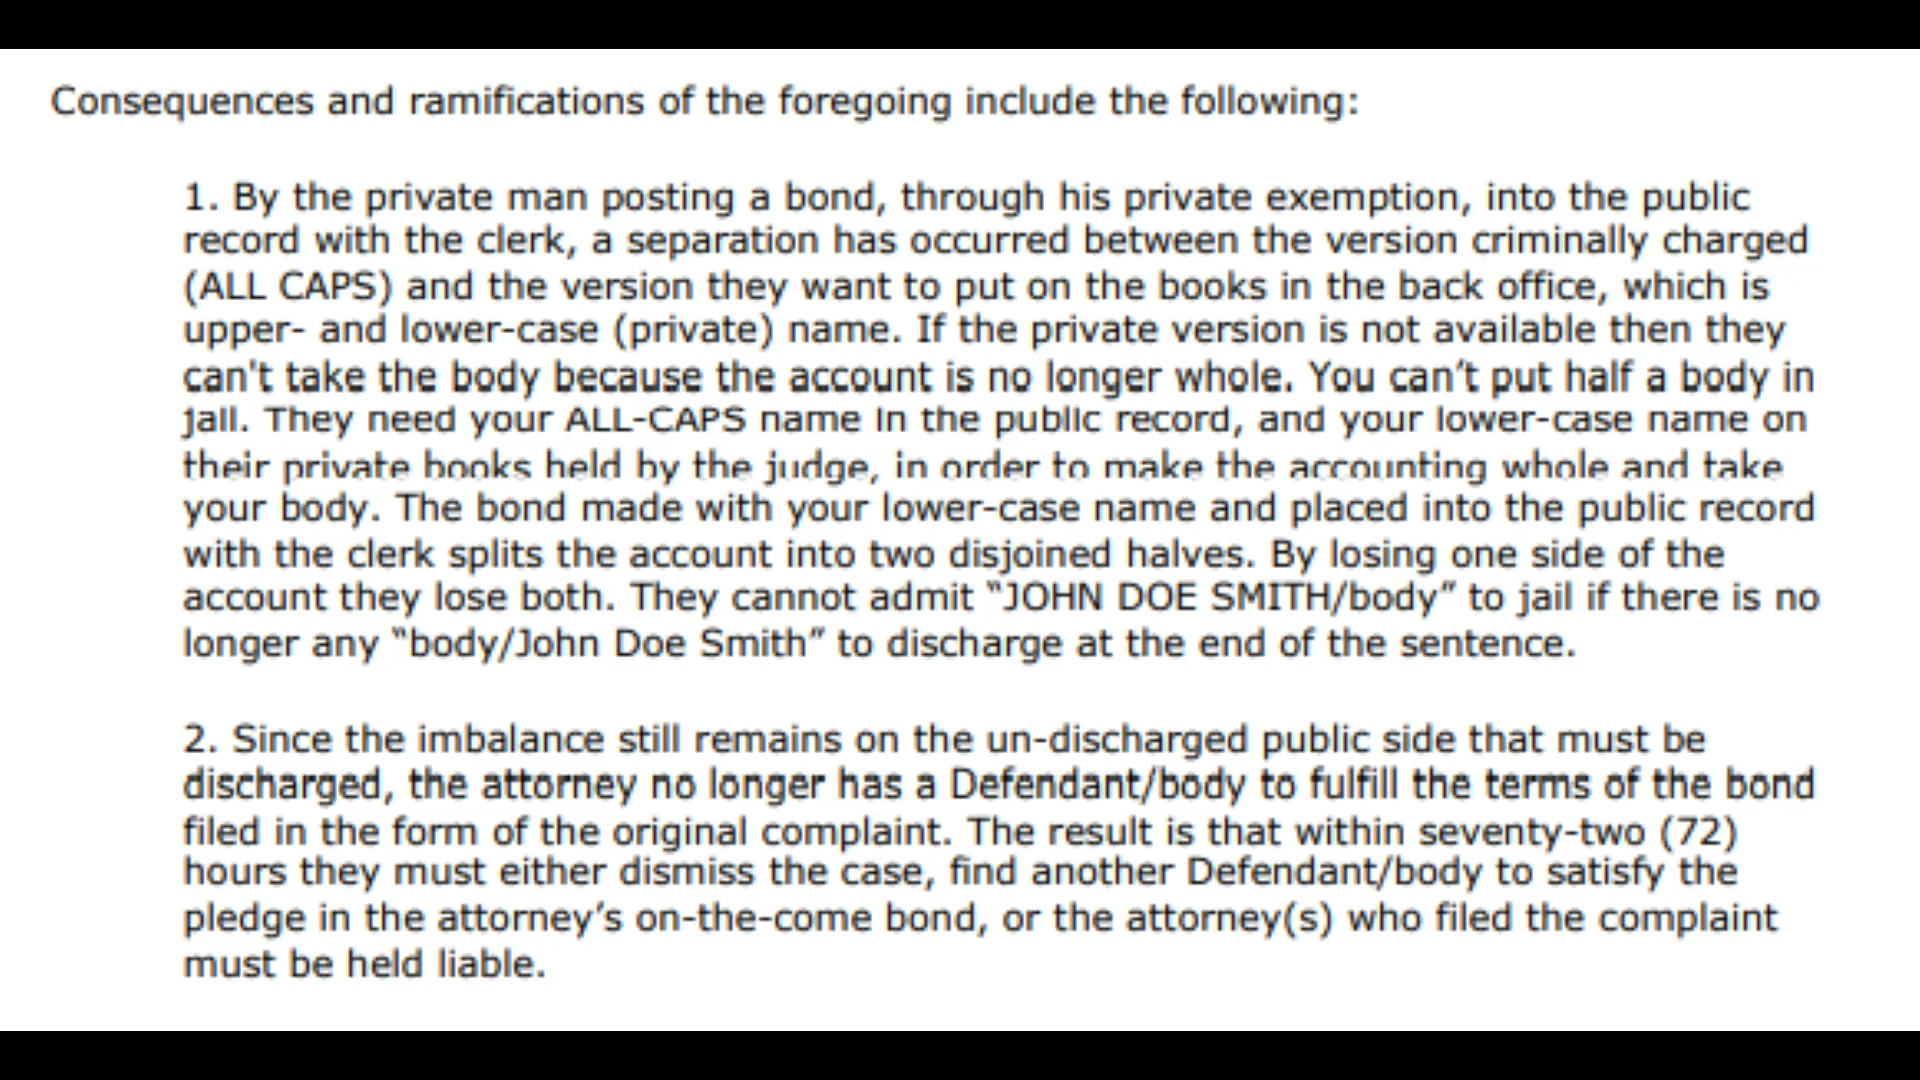 Consequences and ramifications of the foregoing include the following:
1. By the private man posting a bond, through his private exemption, into the public
record with the clerk, a separation has occurred between the version criminally charged
(ALL CAPS) and the version they want to put on the books in the back office, which is
upper- and lower-case (private) name. If the private version is not available then they
can't take the body because the account is no longer whole. You can’t put half a body in
jail. They need your ALL-CAPS name in the public record, and your lower-case name on
their private books held by the judge, in order to make the accounting whole and take
your body. The bond made with your lower-case name and placed into the public record
with the clerk splits the account into two disjoined halves. By losing one side of the
account they lose both. They cannot admit “JOHN DOE SMITH/body” to jail if there is no
longer any “body/John Doe Smith” to discharge at the end of the sentence.
2. Since the imbalance still remains on the un-discharged public side that must be
discharged, the attorney no longer has a Defendant/body to fulfill the terms of the bond
filed in the form of the original complaint. The result is that within seventy-two (72)
hours they must either dismiss the case, find another Defendant/body to satisfy the
pledge in the attorney’s on-the-come bond, or the attorney(s) who filed the complaint
must be held liable.